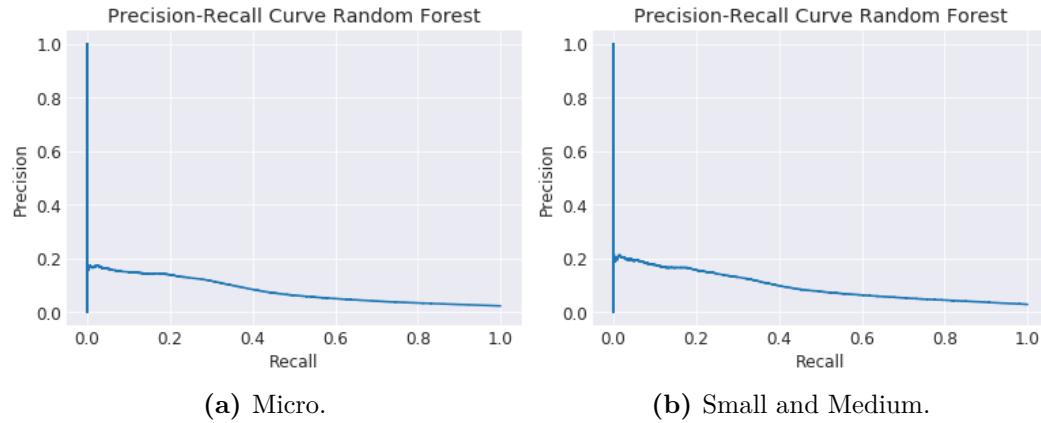 Precision-Recall Curve Random Forest
1.0
0.8
0.6
0.4
0.2
0.0
Precision
0.0 0.2 0.4 0.6 0.8 1.0
Recall
(a) Micro.
Precision-Recall Curve Random Forest
1.0
0.8
0.6
0.4
0.2
0.0
Precision
0.0 0.2 0.4 0.6 0.8 1.0
Recall
(b) Small and Medium.